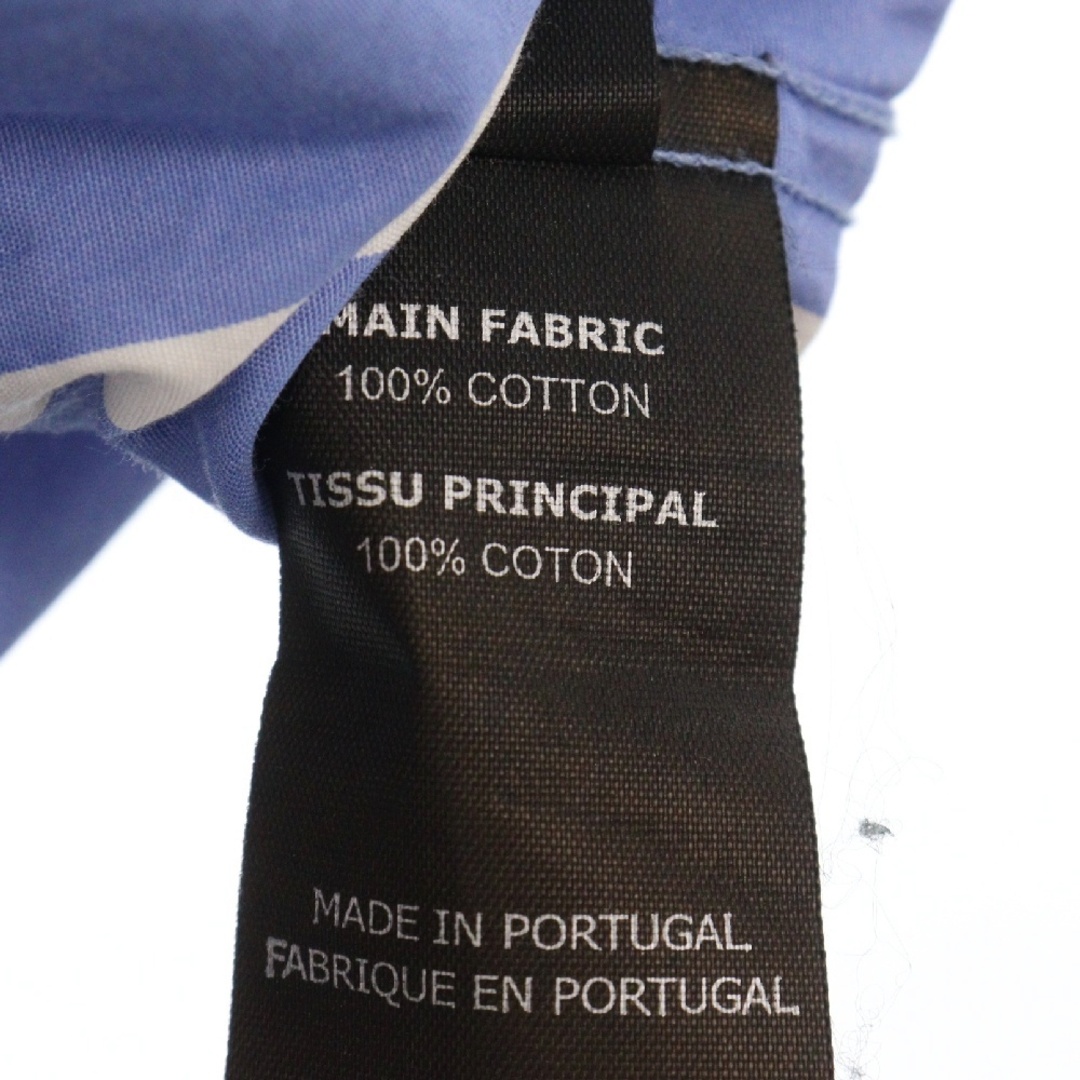 MAIN FABRIC
100% COTTON
TISSU PRINCIPAL
100% COTON
MADE IN PORTUGAL
FABRIQUE EN PORTUGAL